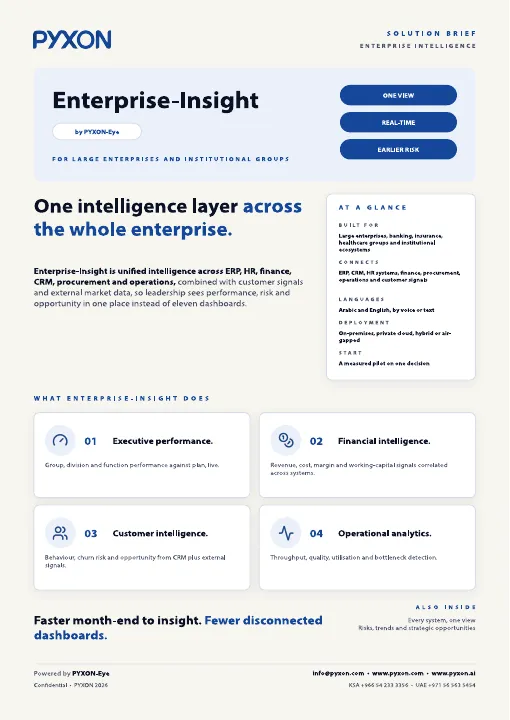 PYXON
SOLUTION BRIEF
ENTERPRISE INTELLIGENCE
Enterprise-Insight
by PYXON-Eye
FOR LARGE ENTERPRISES AND INSTITUTIONAL GROUPS
ONE VIEW
REAL-TIME
EARLIER RISK
One intelligence layer across
the whole enterprise.
Enterprise-Insight is unified intelligence across ERP, HR, finance,
CRM, procurement and operations, combined with customer signals
and external market data, so leadership sees performance, risk and
opportunity in one place instead of eleven dashboards.
AT A GLANCE
BUILT FOR
Large enterprises, banking, insurance,
healthcare groups and institutional
ecosystems
CONNECTS
ERP, CRM, HR systems, finance, procurement,
operations and customer signals
LANGUAGES
Arabic and English, by voice or text
DEPLOYMENT
On-premises, private cloud, hybrid or air-
gapped
START
A measured pilot on one decision
WHAT ENTERPRISE-INSIGHT DOES
01 Executive performance.
Group, division and function performance against plan, live.
02 Financial intelligence.
Revenue, cost, margin and working-capital signals correlated
across systems.
03 Customer intelligence.
Behaviour, churn risk and opportunity from CRM plus external
signals.
04 Operational analytics.
Throughput, quality, utilisation and bottleneck detection.
Faster month-end to insight. Fewer disconnected
dashboards.
ALSO INSIDE
Every system, one view
Risks, trends and strategic opportunities
Powered by PYXON-Eye
Confidential • PYXON 2026
info@pyxon.com • www.pyxon.com • www.pyxon.ai
KSA +966 54 233 3356 • UAE +971 56 563 5454